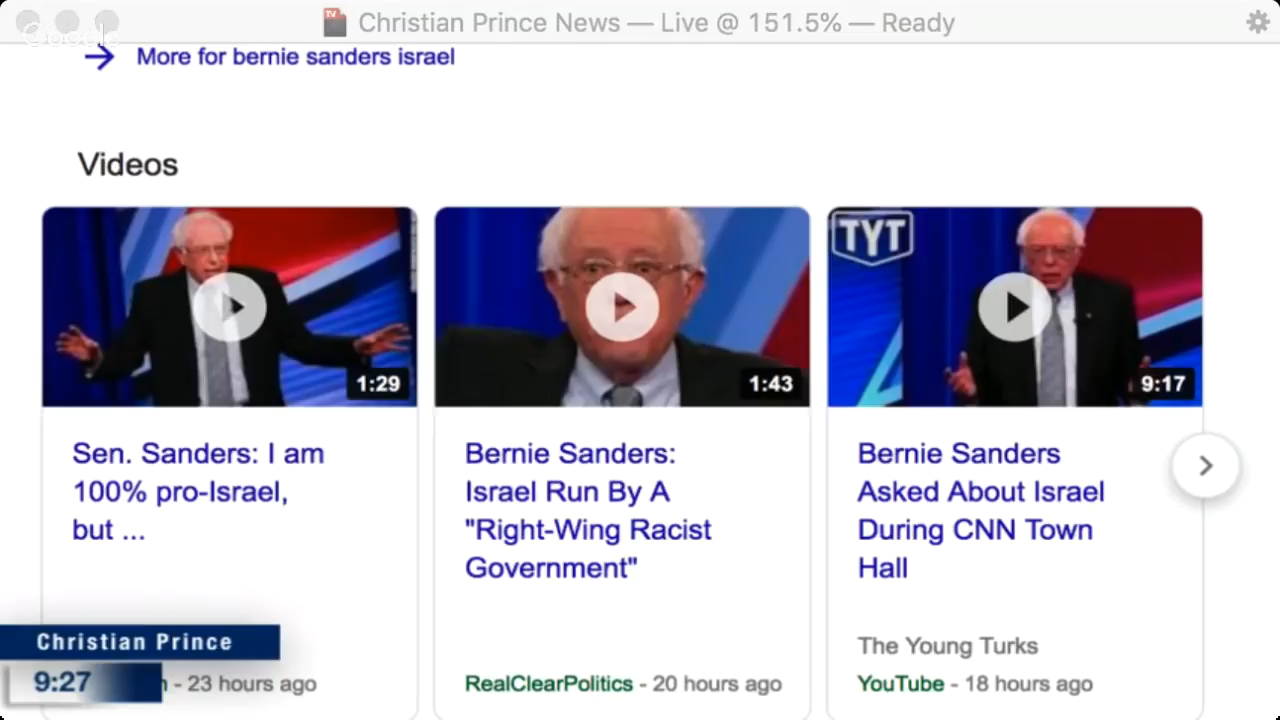 Christian Prince News — Live @ 151.5% — Ready
Google
More for bernie sanders israel
Videos
TYT
1:29
1:43
9:17
Sen. Sanders: I am
100% pro-Israel,
but ...
Bernie Sanders:
Israel Run By A
"Right-Wing Racist
Government"
Bernie Sanders
Asked About Israel
During CNN Town
Hall
The Young Turks
- 23 hours ago
RealClearPolitics - 20 hours ago
YouTube - 18 hours ago
Christian Prince
9:27